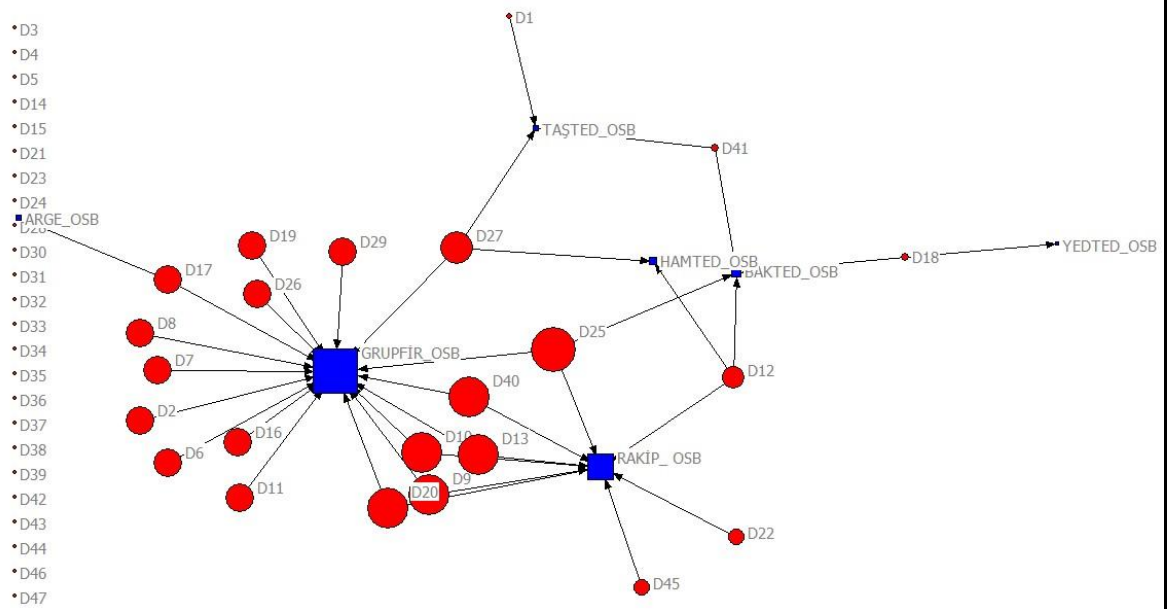 D3
D4
D5
D14
D15
D21
D23
D24
ARGE_OSB
D28
D30
D31
D32
D33
D34
D35
D36
D37
D38
D39
D42
D43
D44
D46
D47
D1
TAŞTED_OSB
D41
D19
D29
D27
D17
D26
HAMTED_OSB
BAKTED_OSB
D18
YEDTED_OSB
D8
D7
GRUPFİR_OSB
D25
D12
D40
D2
D16
D6
D10
D13
RAKİP_ OSB
D11
D20
D9
D22
D45